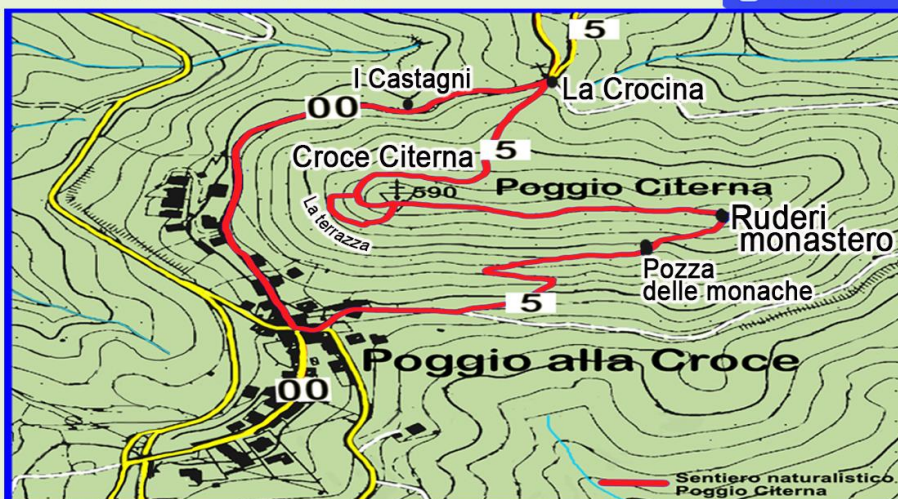 5
I Castagni
La Crocina
00
Croce Citerna
5
590
Poggio Citerna
La terrazza
Ruderi
monastero
Pozza
delle monache
5
Poggio alla Croce
00
Sentiero naturalistico
Poggio Citerna